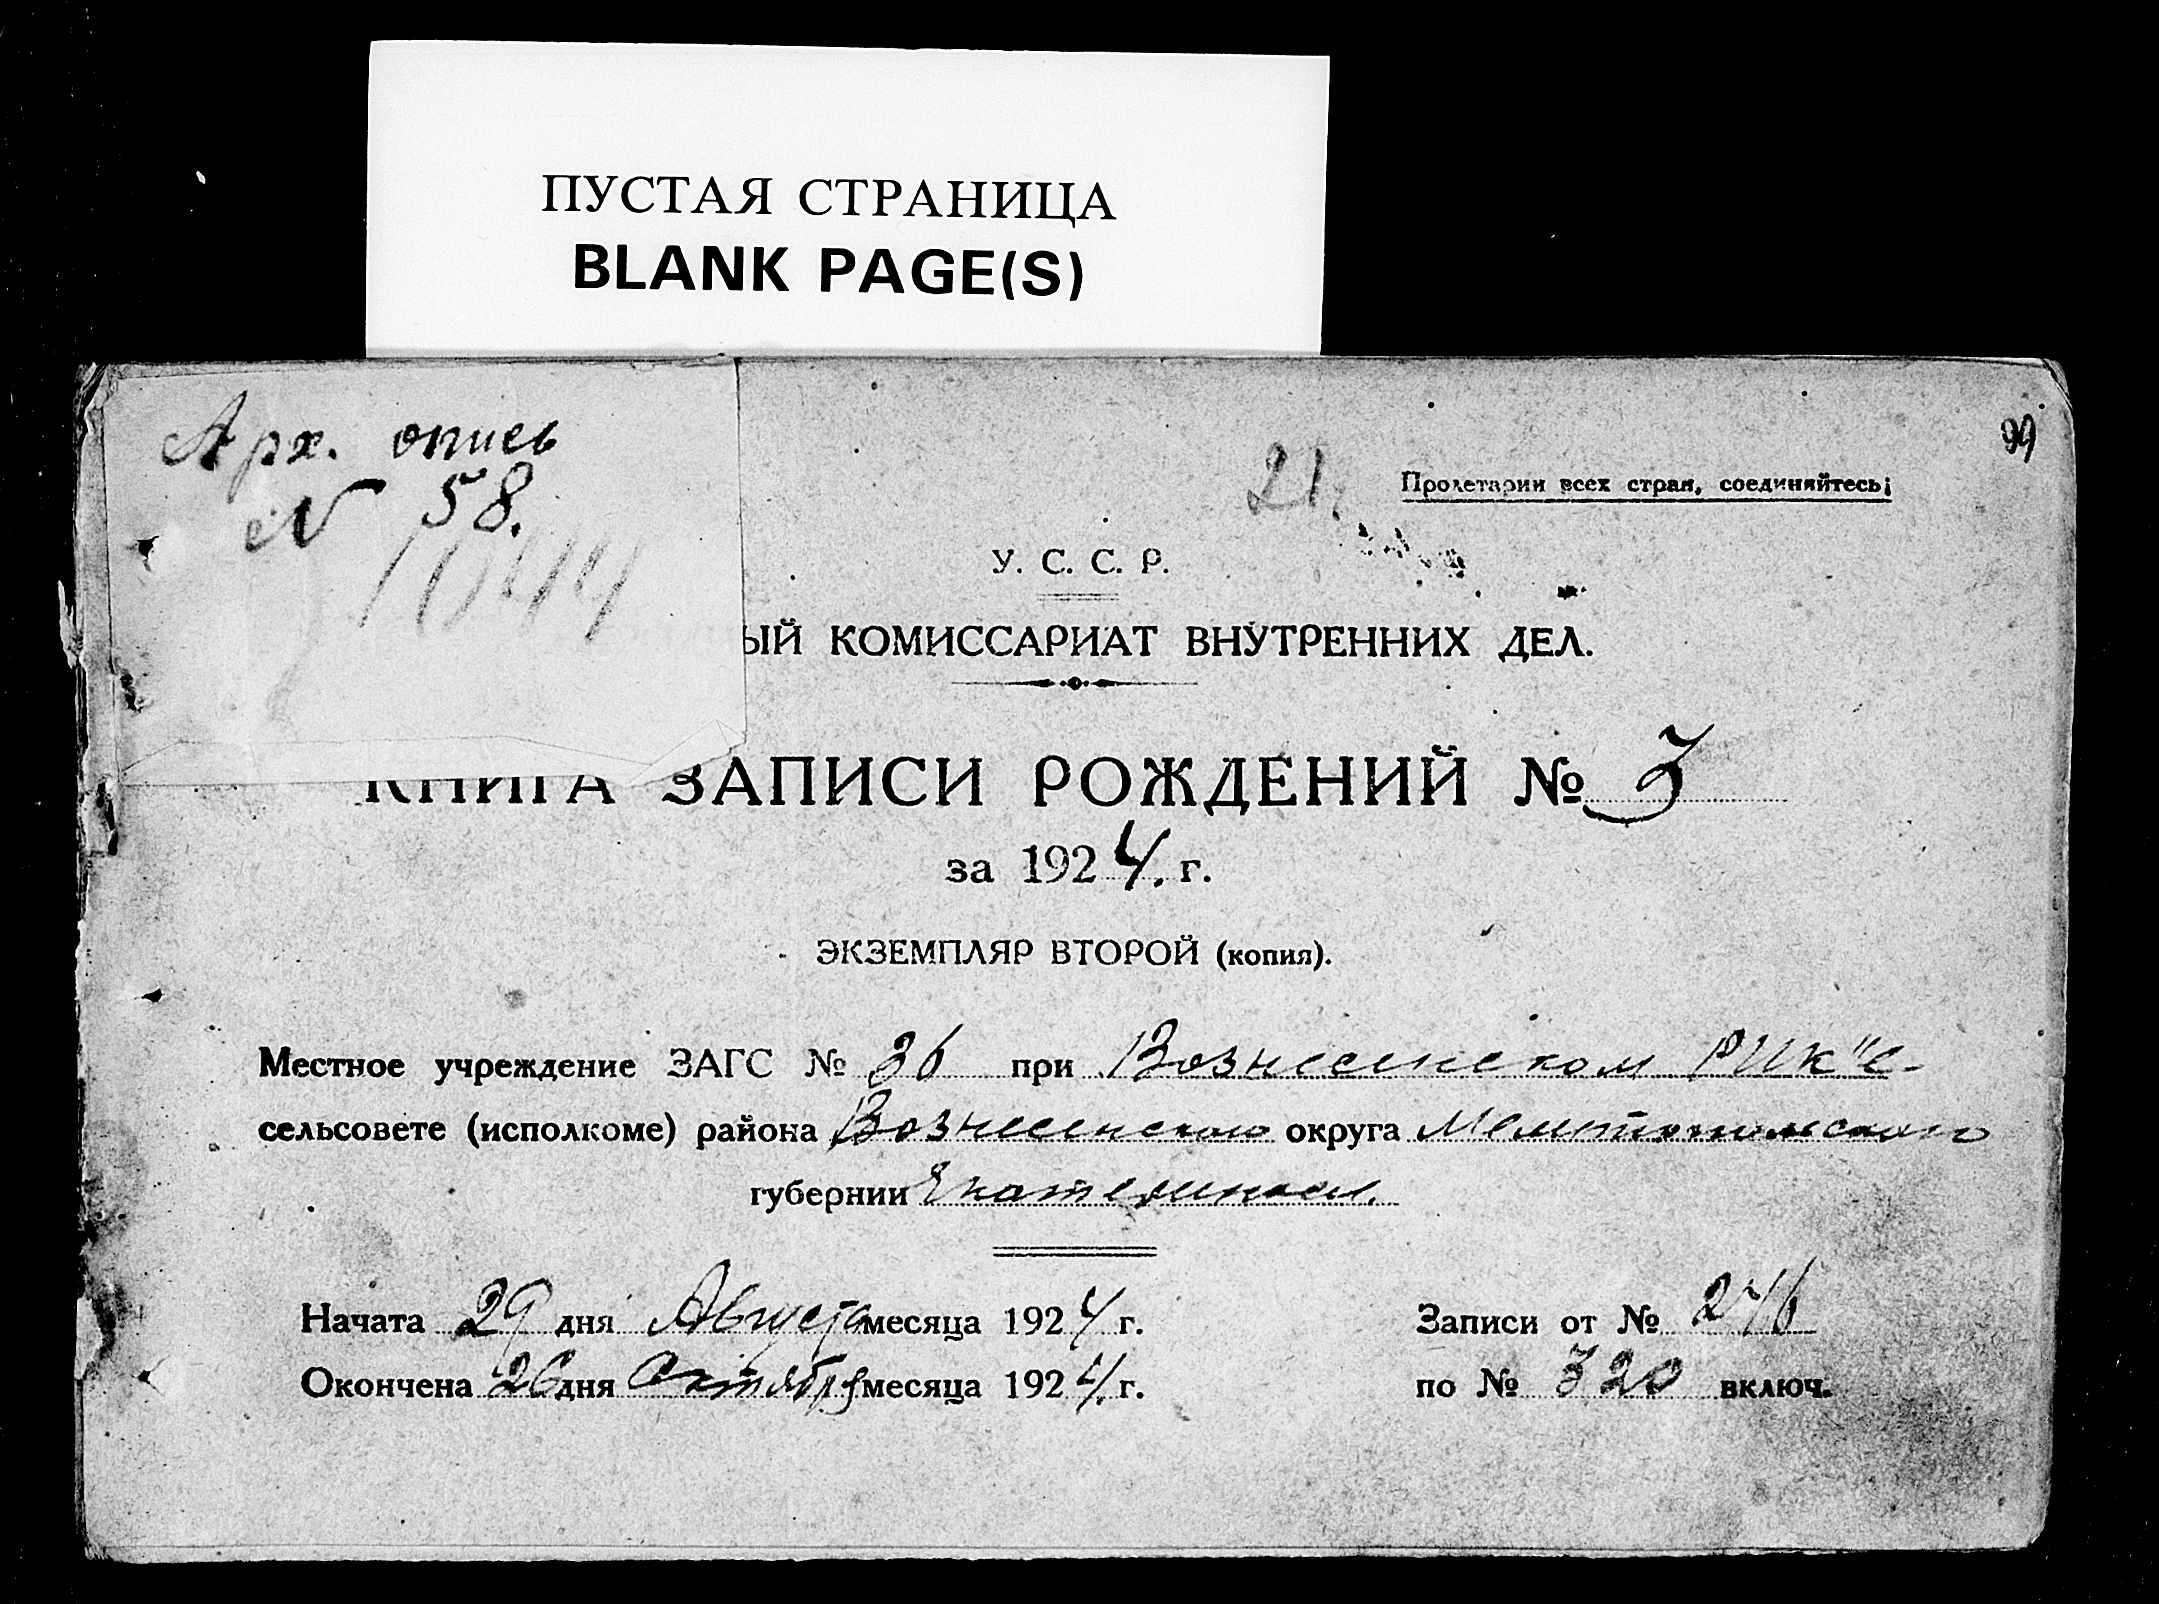 ПУСТАЯ СТРАНИЦА
BLANK PAGE(S)
Арх. опись
N 58.
1044
99
21.
Пролетарии всех стран, соединяйтесь!
У. С. С. Р.
ЫЙ КОМИССАРИАТ ВНУТРЕННИХ ДЕЛ.
КНИГА ЗАПИСИ РОЖДЕНИЙ № 3
за 1924. г.
ЭКЗЕМПЛЯР ВТОРОЙ (копия).
Местное учреждение ЗАГС № 36 при Вознесенском РИК"е-
сельсовете (исполкоме) района Вознесенского округа Мелитопольского
губернии Екатериносл.
Начата 29 дня Августа месяца 1924 г.
Окончена 26 дня Октября месяца 1924. г.
Записи от № 246
по № 320 включ.